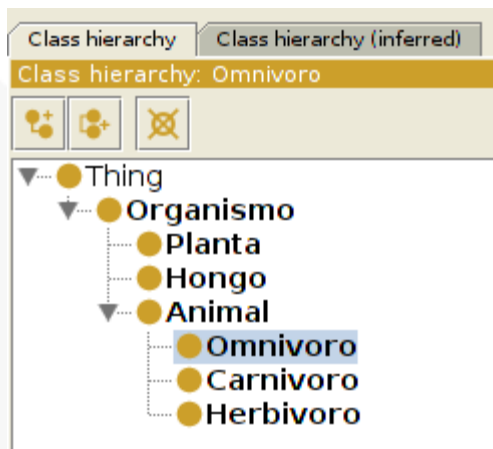 Class hierarchy Class hierarchy (inferred)
Class hierarchy: Omnivoro
Thing
Organismo
Planta
Hongo
Animal
Omnivoro
Carnivoro
Herbivoro